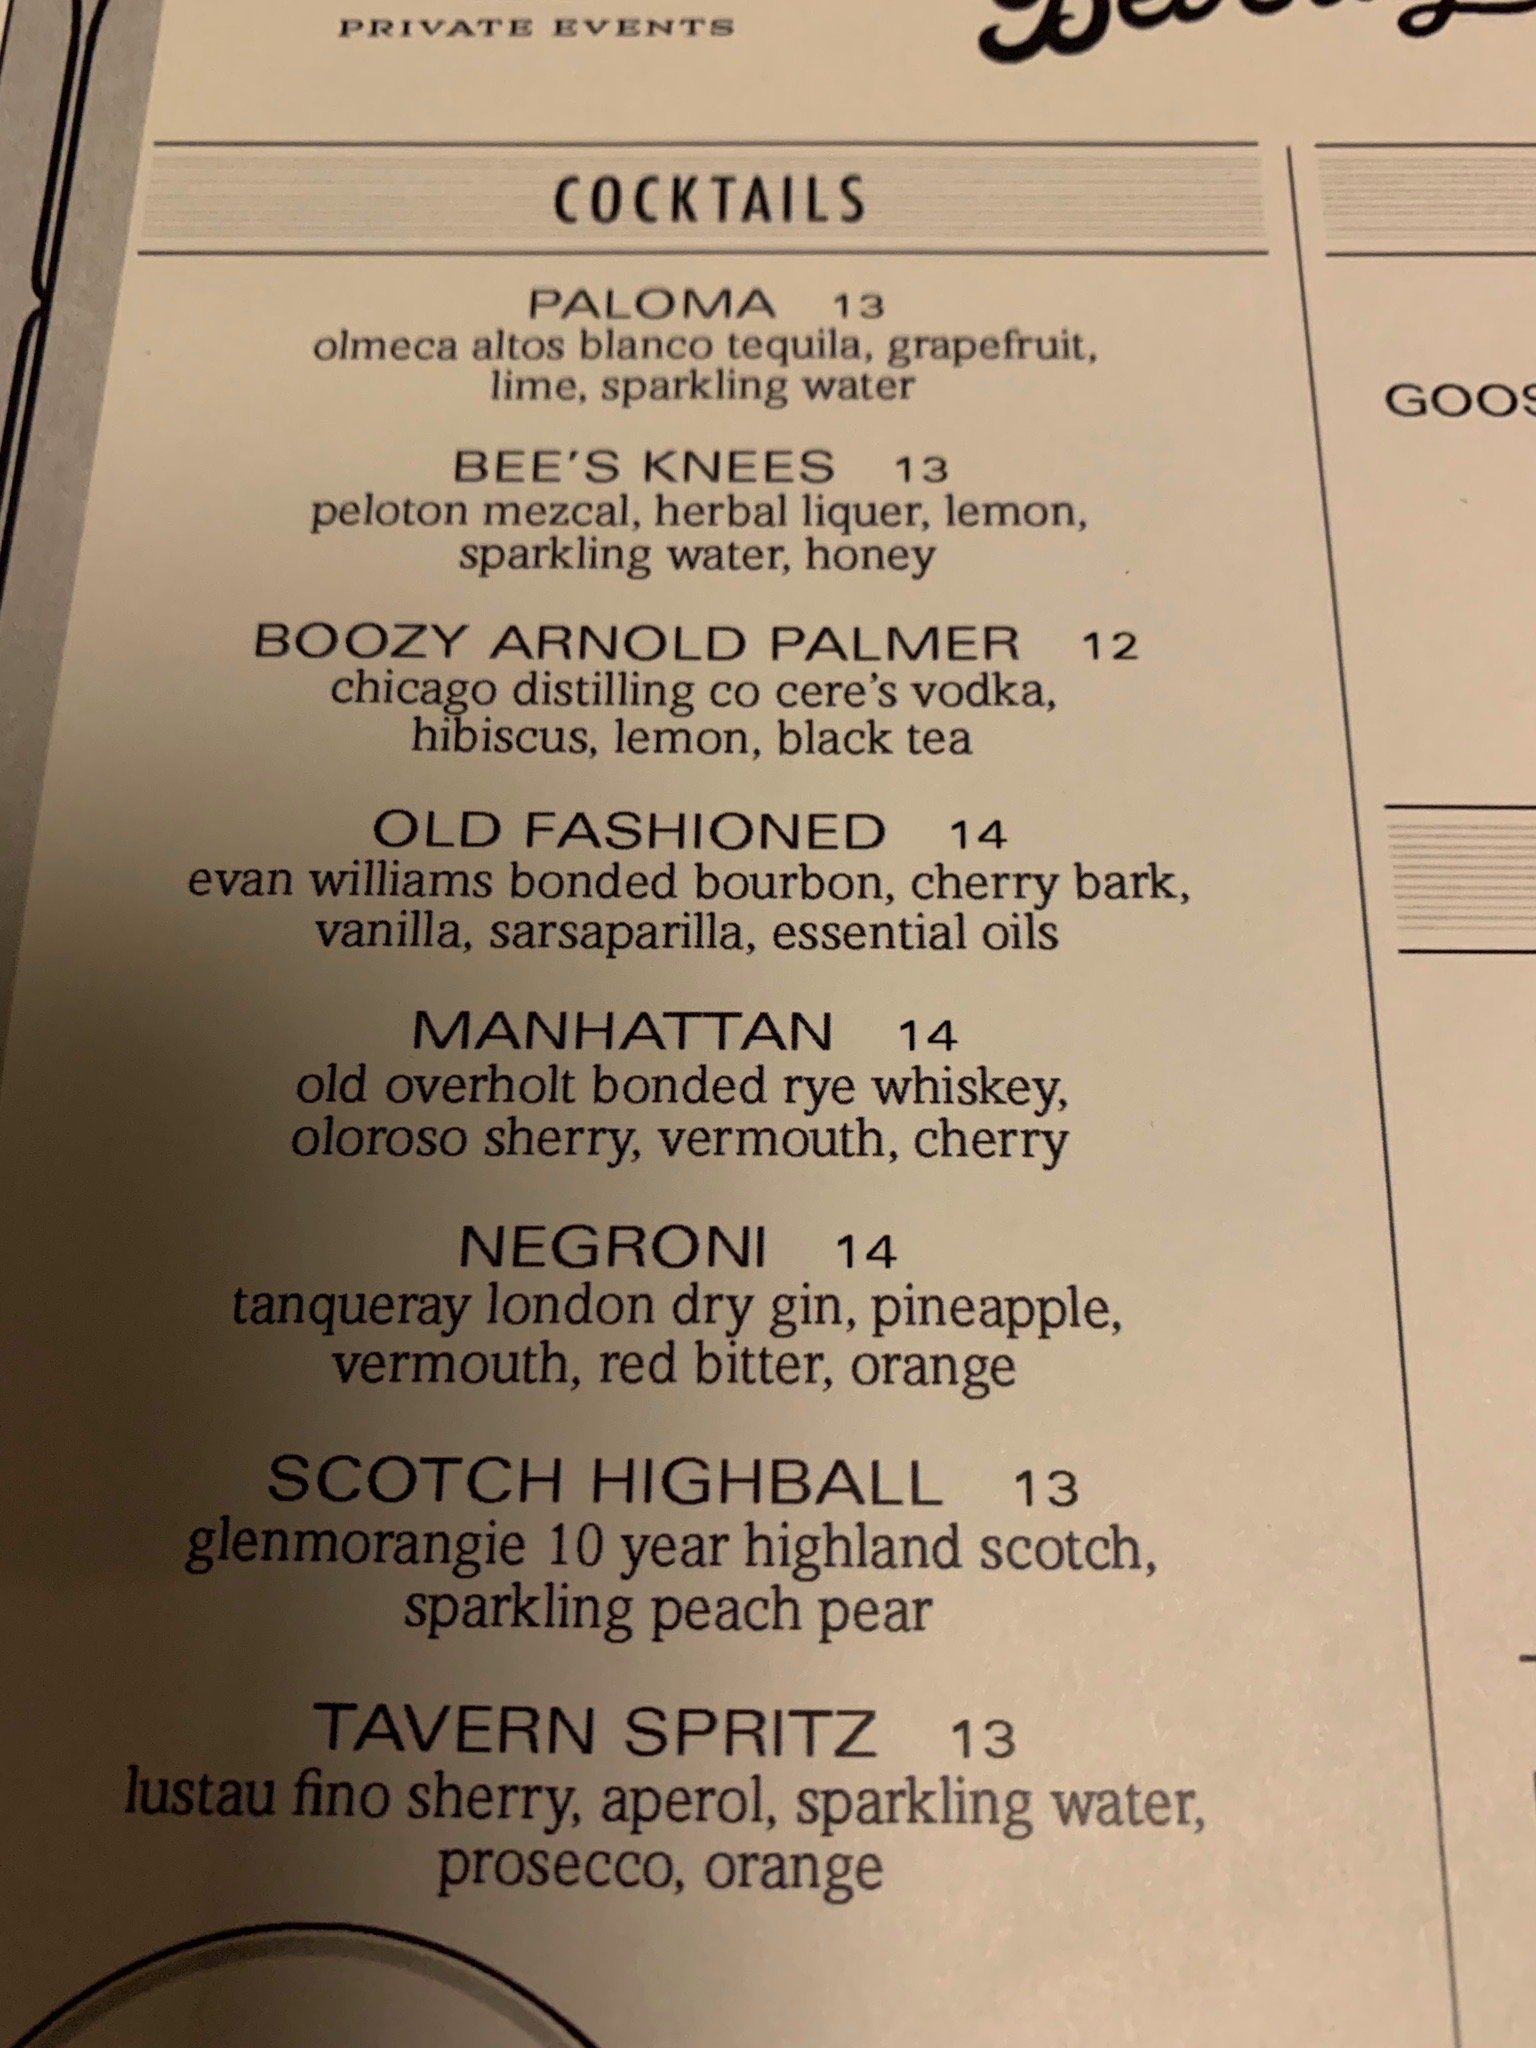 PRIVATE EVENTS
COCKTAILS
PALOMA 13
olmeca altos blanco tequila, grapefruit,
lime, sparkling water
BEE'S KNEES 13
peloton mezcal, herbal liquer, lemon,
sparkling water, honey
BOOZY ARNOLD PALMER 12
chicago distilling co cere's vodka,
hibiscus, lemon, black tea
OLD FASHIONED 14
evan williams bonded bourbon, cherry bark,
vanilla, sarsaparilla, essential oils
MANHATTAN 14
old overholt bonded rye whiskey,
oloroso sherry, vermouth, cherry
NEGRONI 14
tanqueray london dry gin, pineapple,
vermouth, red bitter, orange
SCOTCH HIGHBALL 13
glenmorangie 10 year highland scotch,
sparkling peach pear
TAVERN SPRITZ 13
lustau fino sherry, aperol, sparkling water,
prosecco, orange